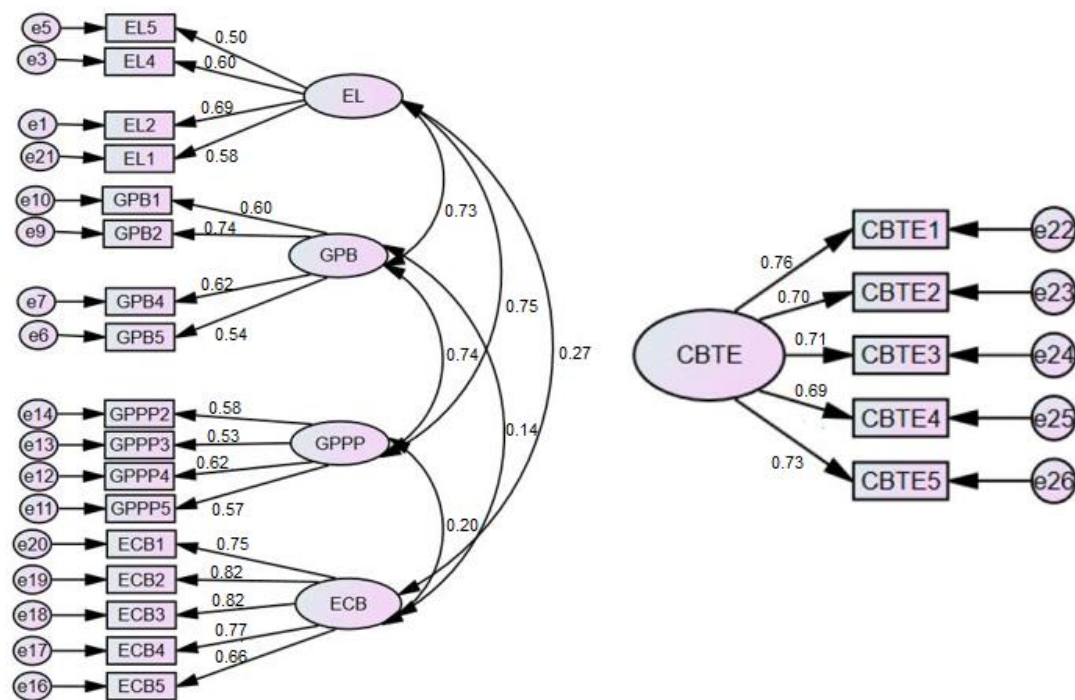 e5 EL5 0.50
e3 EL4 0.60
EL
e1 EL2 0.69
e21 EL1 0.58
e10 GPB1 0.60
e9 GPB2 0.74
GPB
e7 GPB4 0.62
e6 GPB5 0.54
0.73
0.75
0.74
0.27
0.14
e14 GPPP2 0.58
e13 GPPP3 0.53
GPPP
e12 GPPP4 0.62
e11 GPPP5 0.57
0.20
e20 ECB1 0.75
e19 ECB2 0.82
e18 ECB3 0.82
ECB
e17 ECB4 0.77
e16 ECB5 0.66
CBTE
0.76 CBTE1 e22
0.70 CBTE2 e23
0.71 CBTE3 e24
0.69 CBTE4 e25
0.73 CBTE5 e26